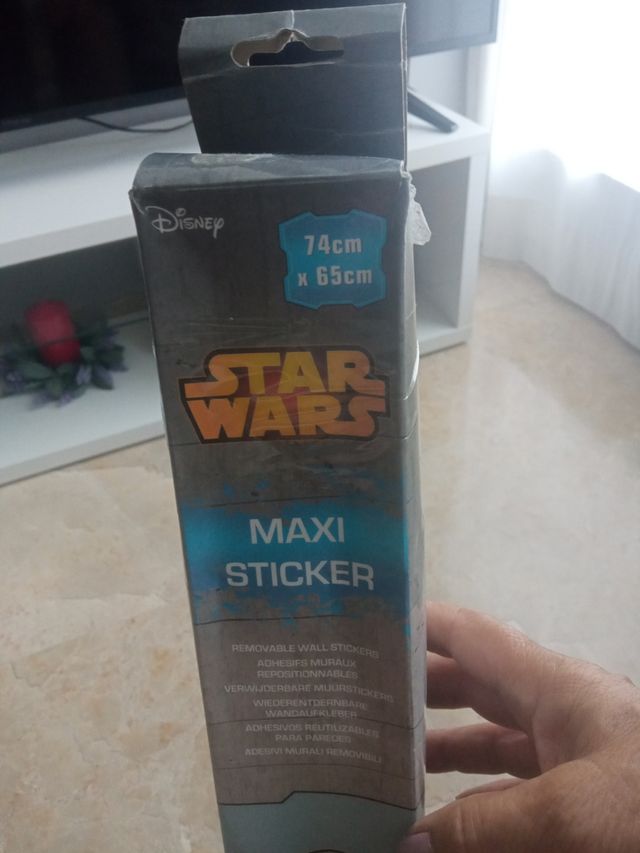 Disney
74cm
x 65cm
STAR
WARS
MAXI
STICKER
REMOVABLE WALL STICKERS
ADHESIFS MURAUX
REPOSITIONNABLES
VERWIJDERBARE MUURSTICKERS
WIEDERENTDERNBARE
WANDAUFKLEBER
ADHESIVOS REUTILIZABLES
PARA PAREDES
ADESIVI MURALI REMOVIBILI